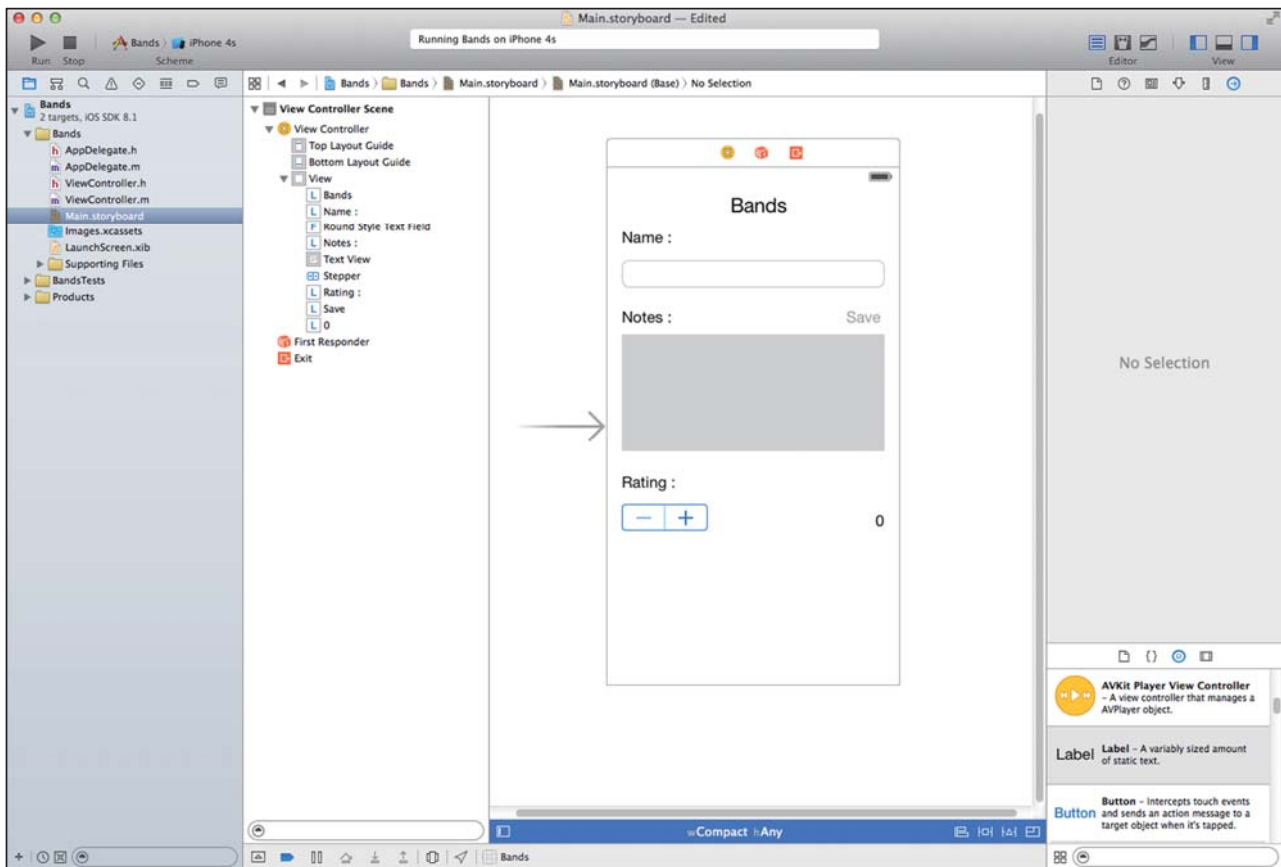 Main.storyboard — Edited
Bands
iPhone 4s
Running Bands on iPhone 4s
Run
Stop
Scheme
Editor
View
Bands
2 targets, iOS SDK 8.1
Bands
h AppDelegate.h
m AppDelegate.m
h ViewController.h
m ViewController.m
Main.storyboard
Images.xcassets
LaunchScreen.xib
Supporting Files
BandsTests
Products
Bands
Bands
Main.storyboard
Main.storyboard (Base)
No Selection
View Controller Scene
View Controller
Top Layout Guide
Bottom Layout Guide
View
L Bands
L Name :
F Round Style Text Field
L Notes :
Text View
Stepper
L Rating :
L Save
L 0
First Responder
Exit
Bands
Name :
Notes :
Save
Rating :
0
wCompact hAny
Bands
No Selection
AVKit Player View Controller
– A view controller that manages a
AVPlayer object.
Label
Label – A variably sized amount
of static text.
Button
Button – Intercepts touch events
and sends an action message to a
target object when it's tapped.